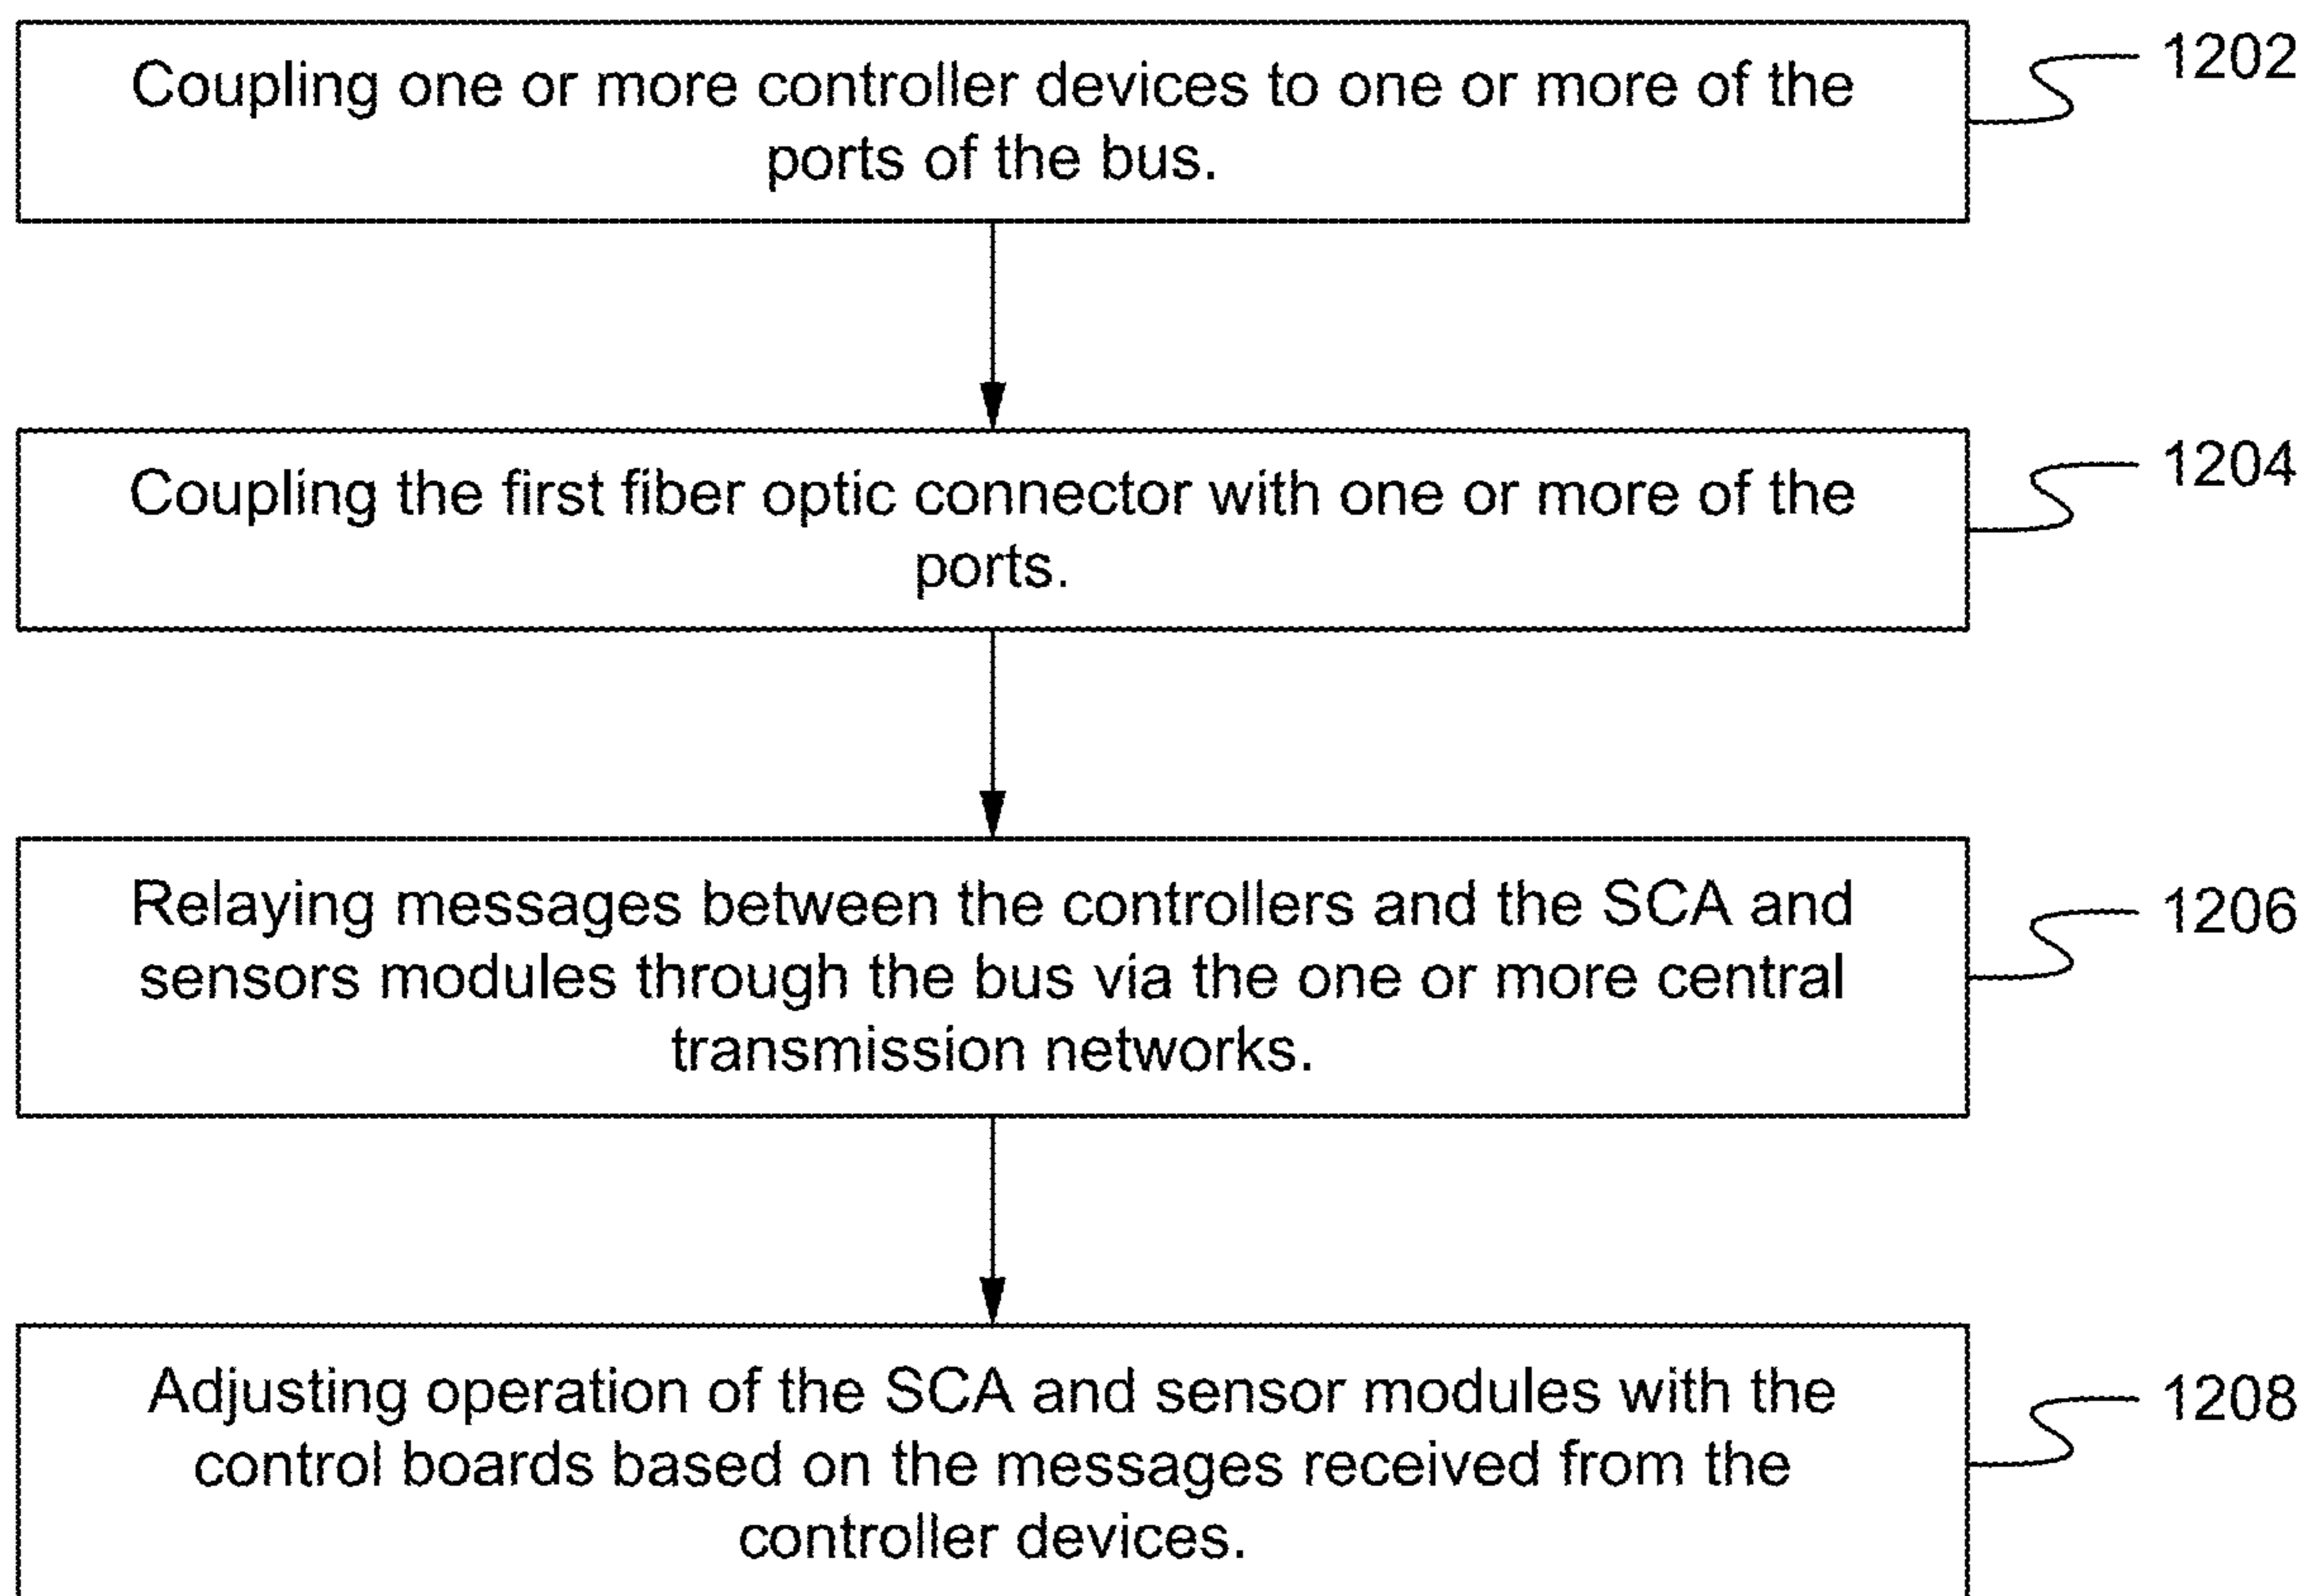 Coupling one or more controller devices to one or more of the
ports of the bus.
1202
Coupling the first fiber optic connector with one or more of the
ports.
1204
Relaying messages between the controllers and the SCA and
sensors modules through the bus via the one or more central
transmission networks.
1206
Adjusting operation of the SCA and sensor modules with the
control boards based on the messages received from the
controller devices.
1208